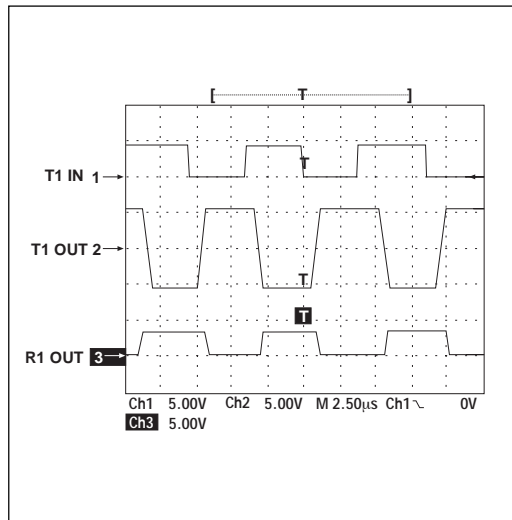 [ T ]
T
T1 IN 1
T1 OUT 2
T
T
R1 OUT 3
Ch1 5.00V Ch2 5.00V M 2.50µs Ch1 0V
Ch3 5.00V